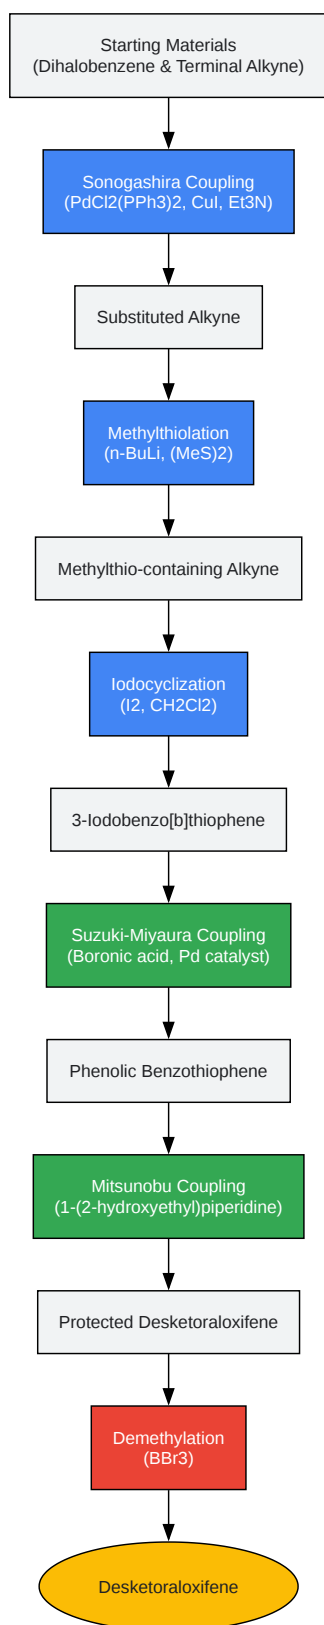 Starting Materials
(Dihalobenzene & Terminal Alkyne)
Sonogashira Coupling
(PdCl2(PPh3)2, CuI, Et3N)
Substituted Alkyne
Methylthiolation
(n-BuLi, (MeS)2)
Methylthio-containing Alkyne
Iodocyclization
(I2, CH2Cl2)
3-Iodobenzo[b]thiophene
Suzuki-Miyaura Coupling
(Boronic acid, Pd catalyst)
Phenolic Benzothiophene
Mitsunobu Coupling
(1-(2-hydroxyethyl)piperidine)
Protected Desketoraloxifene
Demethylation
(BBr3)
Desketoraloxifene